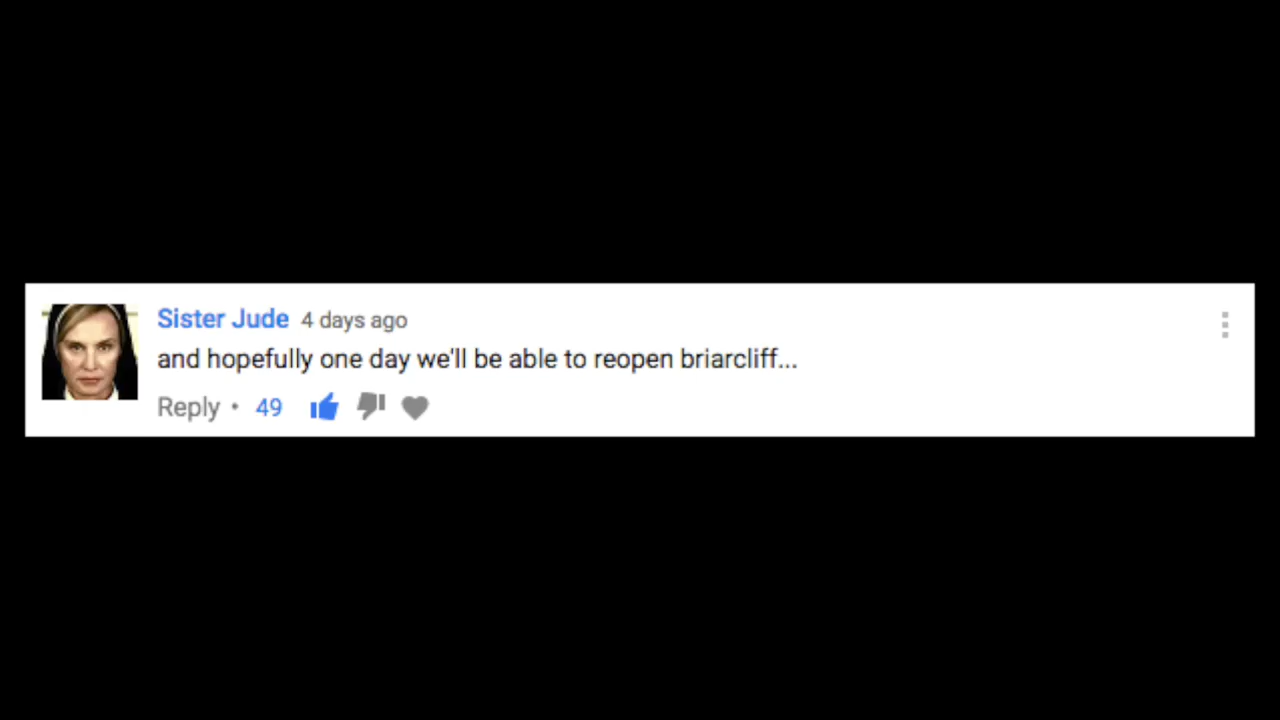 Sister Jude 4 days ago
and hopefully one day we'll be able to reopen briarcliff...
Reply • 49